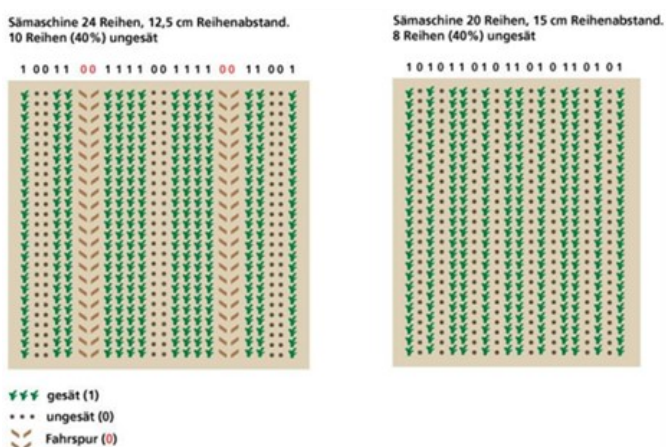 Sämaschine 24 Reihen, 12,5 cm Reihenabstand.
10 Reihen (40%) ungesät
1 0 0 1 1 0 0 1 1 1 1 0 0 1 1 1 1 0 0 1 1 0 0 1
Sämaschine 20 Reihen, 15 cm Reihenabstand.
8 Reihen (40%) ungesät
1 0 1 0 1 1 0 1 0 1 1 0 1 0 1 1 0 1 0 1
gesät (1)
ungesät (0)
Fahrspur (0)